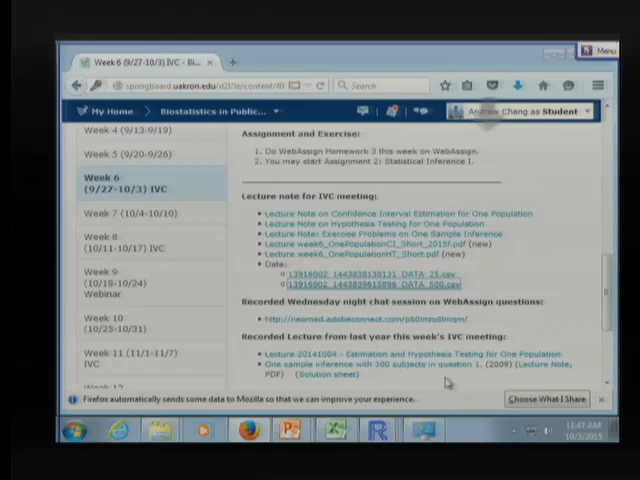 Menu
Week 6 (9/27-10/3) IVC - Bi...
springboard.uakron.edu/d2l/le/content/40
Search
My Home
Biostatistics in Public...
Andrew Chang as Student
Week 4 (9/13-9/19)
Week 5 (9/20-9/26)
Week 6
(9/27-10/3) IVC
Week 7 (10/4-10/10)
Week 8
(10/11-10/17) IVC
Week 9
(10/18-10/24)
Webinar
Week 10
(10/25-10/31)
Week 11 (11/1-11/7)
IVC
Assignment and Exercise:
1. Do WebAssign Homework 3 this week on WebAssign.
2. You may start Assignment 2: Statistical Inference I.
Lecture note for IVC meeting:
Lecture Note on Confidence Interval Estimation for One Population
Lecture Note on Hypothesis Testing for One Population
Lecture Note: Exercise Problems on One Sample Inference
Lecture week6_OnePopulationCI_Short_2015f.pdf (new)
Lecture week6_OnePopulationHT_Short.pdf (new)
Data:
13916002_1443838138131_DATA_25.csv
13916002_1443839615896_DATA_500.csv
Recorded Wednesday night chat session on WebAssign questions:
http://neomed.adobeconnect.com/p60mzo8lmqm/
Recorded Lecture from last year this week's IVC meeting:
Lecture 20141004 - Estimation and Hypothesis Testing for One Population
One sample inference with 300 subjects in question 1. (2009) (Lecture Note,
PDF) (Solution sheet)
Firefox automatically sends some data to Mozilla so that we can improve your experience.
Choose What I Share
11:47 AM
10/3/2015